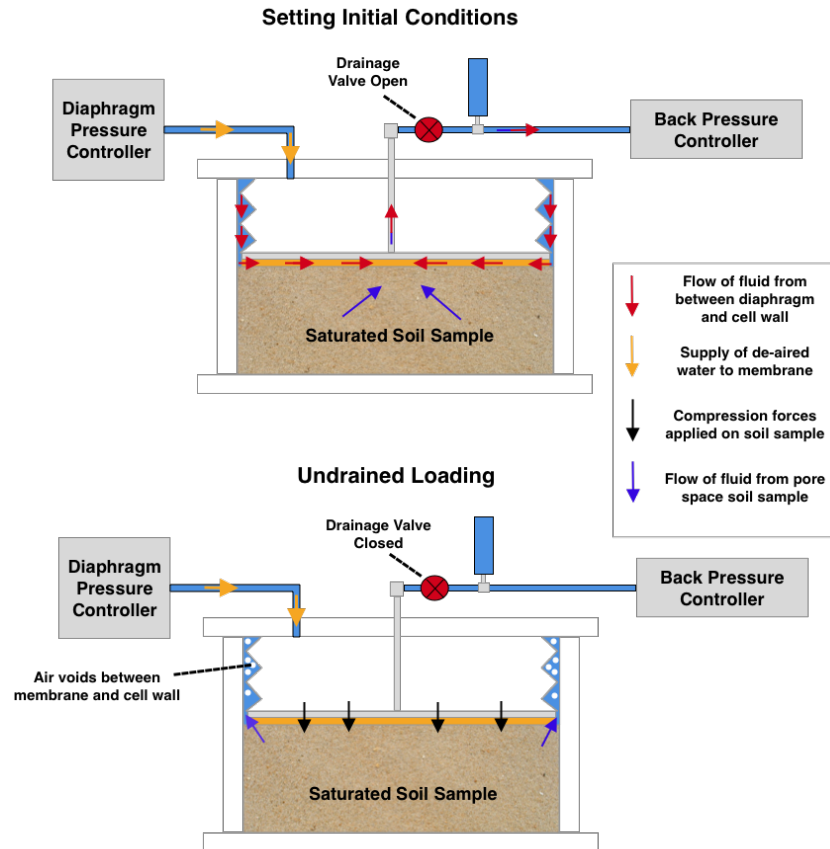 Setting Initial Conditions
Drainage
Valve Open
Diaphragm
Pressure
Controller
Back Pressure
Controller
Saturated Soil Sample
Flow of fluid from
between diaphragm
and cell wall
Supply of de-aired
water to membrane
Compression forces
applied on soil sample
Flow of fluid from pore
space soil sample
Undrained Loading
Drainage Valve
Closed
Diaphragm
Pressure
Controller
Back Pressure
Controller
Air voids between
membrane and cell wall
Saturated Soil Sample